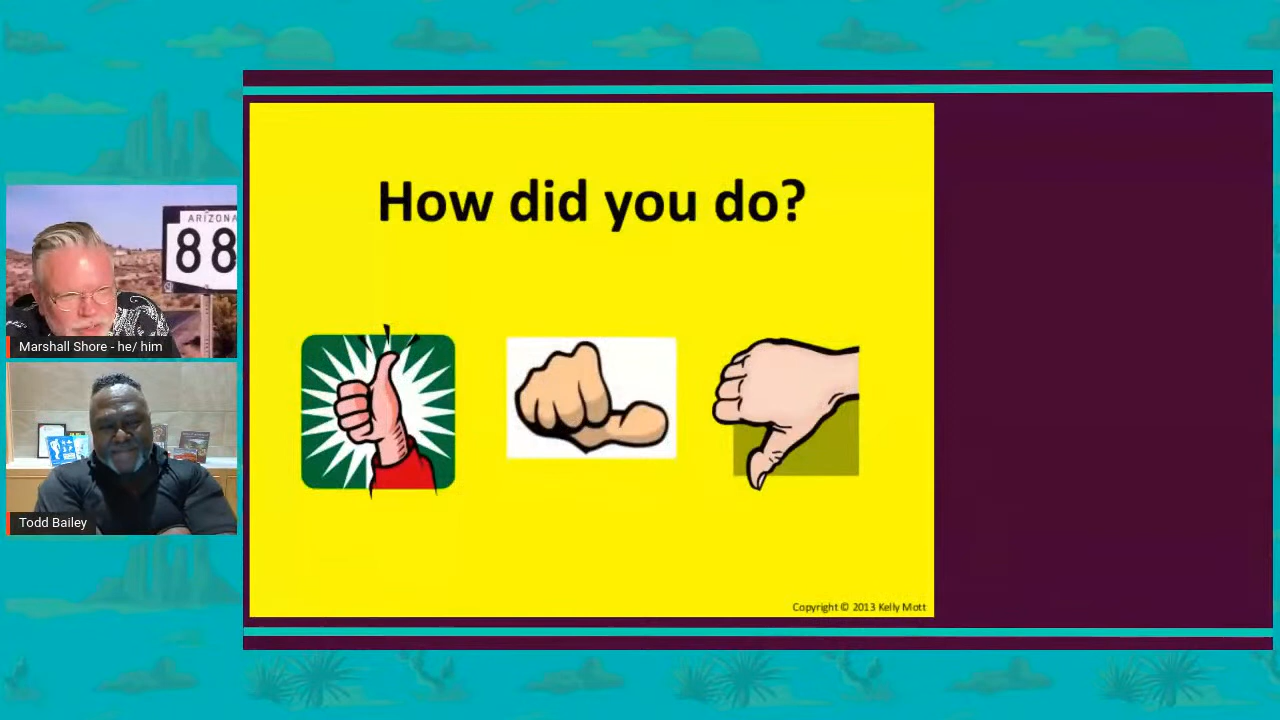 How did you do?
ARIZONA
88
Marshall Shore - he/ him
Todd Bailey
Copyright © 2013 Kelly Mott